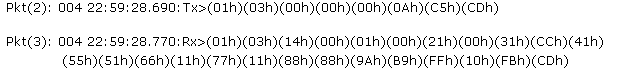 Pkt(2): 004 22:59:28.690:Tx>(01h)(03h)(00h)(00h)(00h)(0Ah)(C5h)(CDh)
Pkt(3): 004 22:59:28.770:Rx>(01h)(03h)(14h)(00h)(01h)(00h)(21h)(00h)(31h)(CCh)(41h)
(55h)(51h)(66h)(11h)(77h)(11h)(88h)(88h)(9Ah)(B9h)(FFh)(10h)(FBh)(CDh)